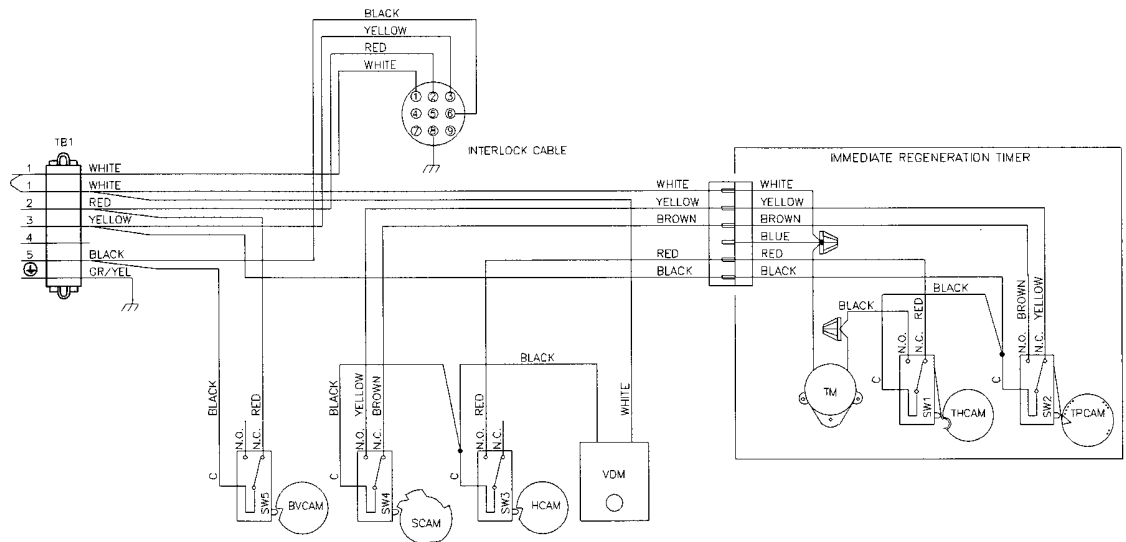 BLACK
YELLOW
RED
WHITE
1 2 3
4 5 6
7 8 9
INTERLOCK CABLE
TB1
1 WHITE
1 WHITE
2 RED
3 YELLOW
4
5 BLACK
GR/YEL
IMMEDIATE REGENERATION TIMER
WHITE WHITE
YELLOW YELLOW
BROWN BROWN
BLUE
RED RED
BLACK BLACK
BLACK
BLACK
N.O.
RED
N.C.
BROWN
N.O.
YELLOW
N.C.
C
C
TM
SW1
THCAM
SW2
TPCAM
BLACK
RED
N.O.
N.C.
C
SW5
BVCAM
BLACK
YELLOW
BROWN
N.O.
N.C.
C
SW4
SCAM
BLACK
RED
N.O.
N.C.
C
SW3
HCAM
WHITE
VDM